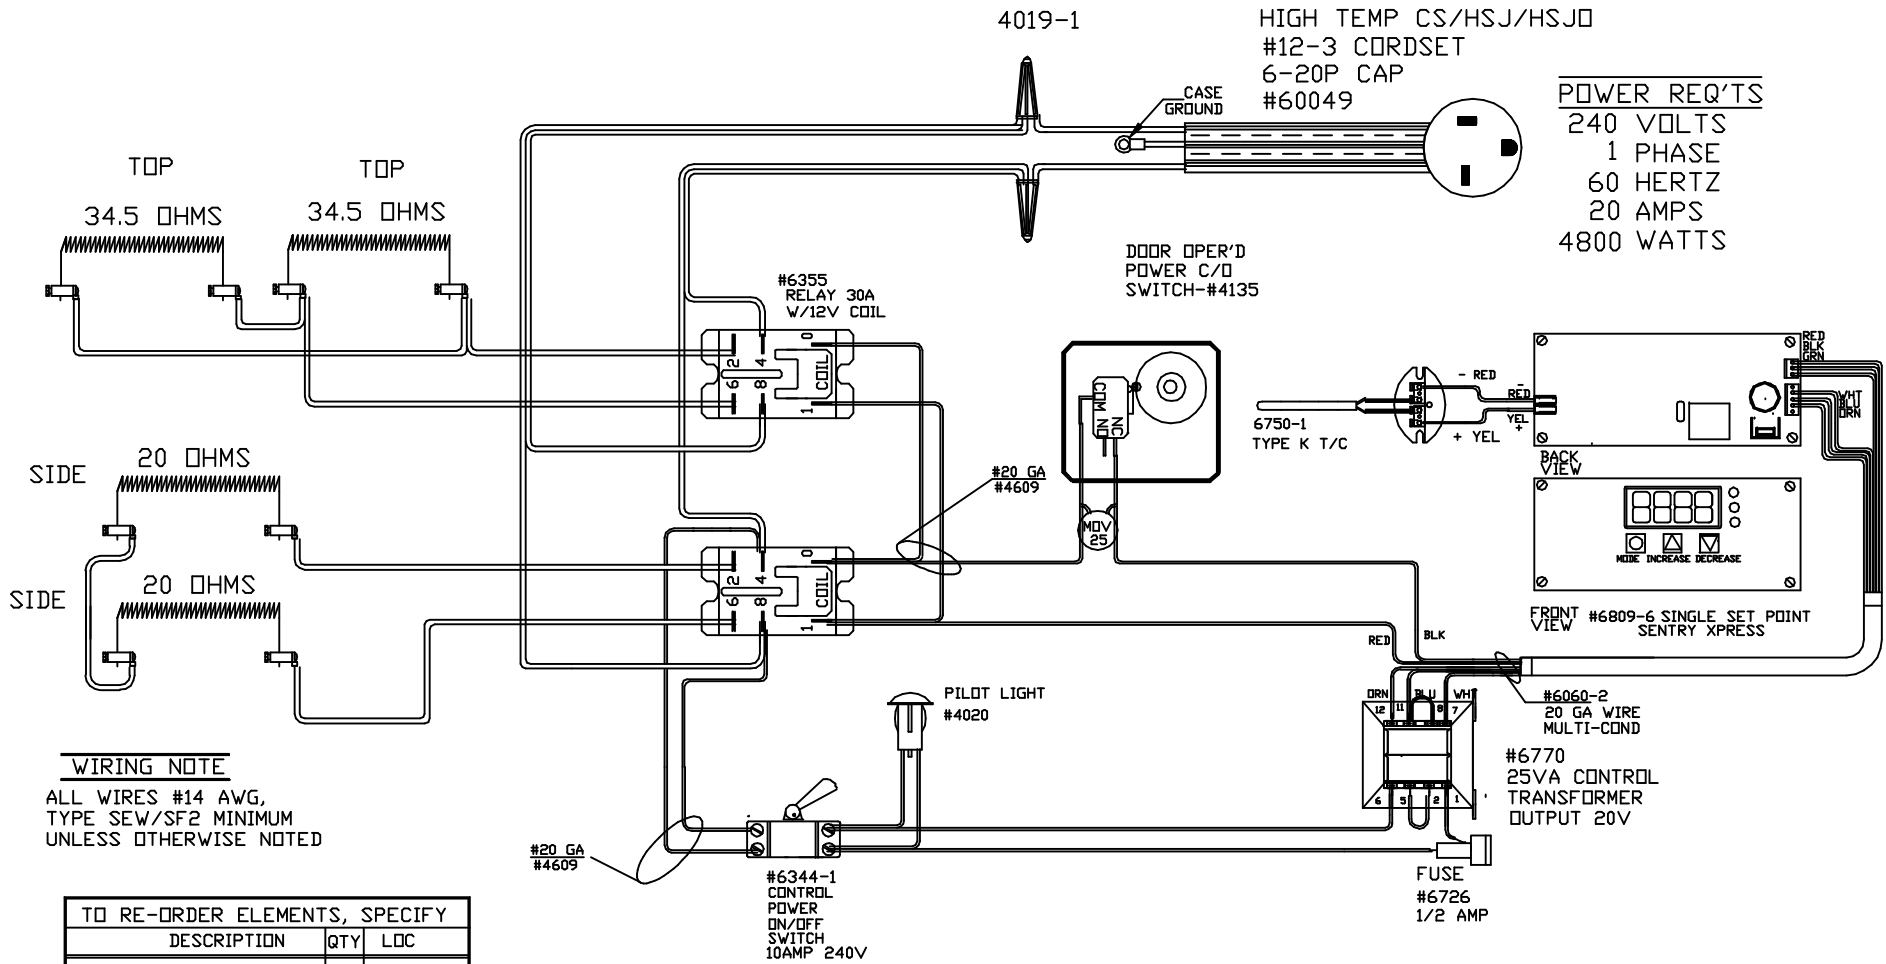 4019-1
HIGH TEMP CS/HSJ/HSJO
#12-3 CORDSET
6-20P CAP
#60049
CASE
GROUND
POWER REQ'TS
240 VOLTS
1 PHASE
60 HERTZ
20 AMPS
4800 WATTS
TOP
TOP
34.5 OHMS
34.5 OHMS
#6355
RELAY 30A
W/12V COIL
DOOR OPER'D
POWER C/O
SWITCH-#4135
0
2
4
6
8
COIL
1
COM
NO
NC
- RED
+ YEL
-
RED
YEL
+
6750-1
TYPE K T/C
RED
BLK
GRN
WHT
BLU
ORN
BACK
VIEW
SIDE
20 OHMS
SIDE
20 OHMS
#20 GA
#4609
MOV
25
0
2
4
6
8
COIL
1
MODE INCREASE DECREASE
FRONT
VIEW
#6809-6 SINGLE SET POINT
SENTRY XPRESS
RED
BLK
PILOT LIGHT
#4020
ORN
BLU
WHT
12
11
8
7
6
5
2
1
#6060-2
20 GA WIRE
MULTI-COND
#6770
25VA CONTROL
TRANSFORMER
OUTPUT 20V
WIRING NOTE
ALL WIRES #14 AWG,
TYPE SEW/SF2 MINIMUM
UNLESS OTHERWISE NOTED
#20 GA
#4609
#6344-1
CONTROL
POWER
ON/OFF
SWITCH
10AMP 240V
FUSE
#6726
1/2 AMP
TO RE-ORDER ELEMENTS, SPECIFY
DESCRIPTION QTY LOC